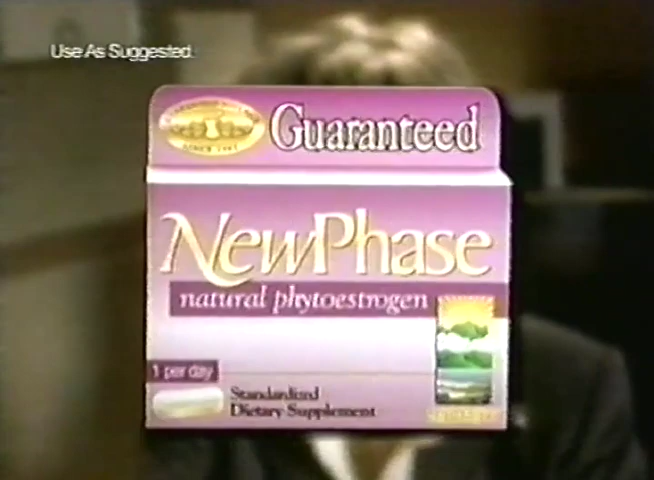 Use As Suggested.
Guaranteed
NewPhase
natural phytoestrogen
1 per day
Standardized
Dietary Supplement